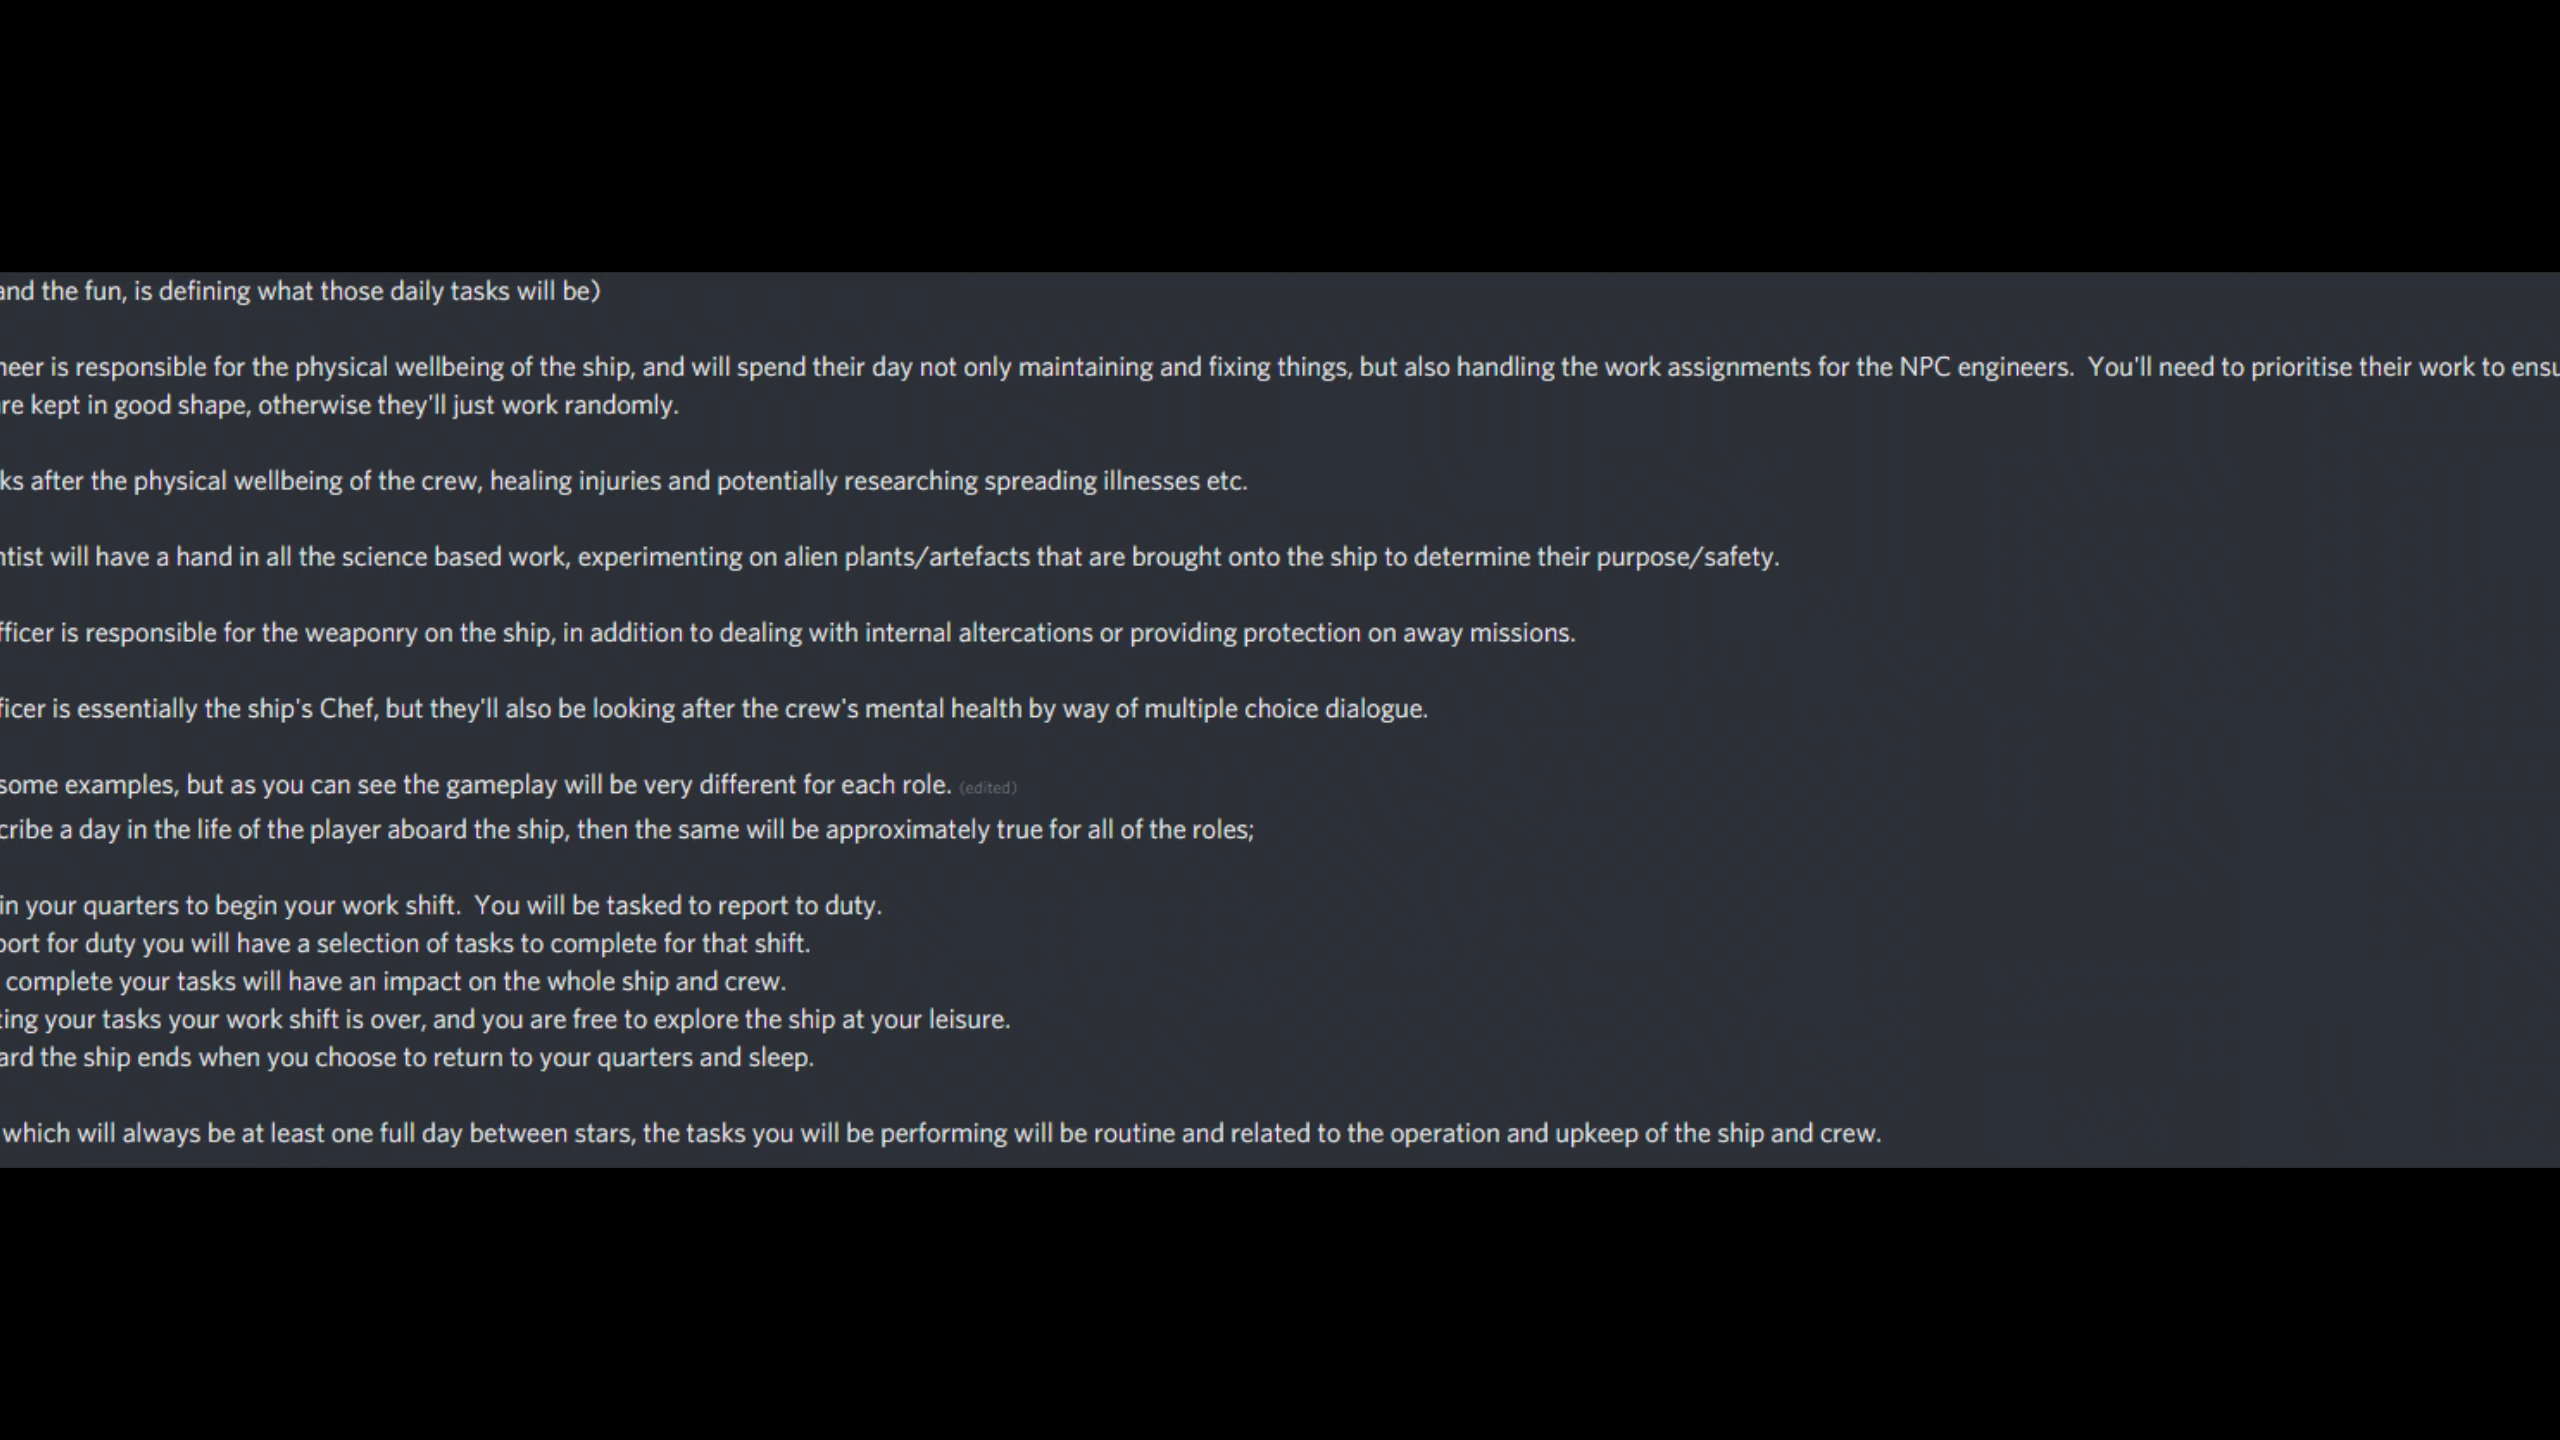 and the fun, is defining what those daily tasks will be)
is responsible for the physical wellbeing of the ship, and will spend their day not only maintaining and fixing things, but also handling the work assignments for the NPC engineers.  You'll need to prioritise their work to
kept in good shape, otherwise they'll just work randomly.
after the physical wellbeing of the crew, healing injuries and potentially researching spreading illnesses etc.
will have a hand in all the science based work, experimenting on alien plants/artefacts that are brought onto the ship to determine their purpose/safety.
is responsible for the weaponry on the ship, in addition to dealing with internal altercations or providing protection on away missions.
is essentially the ship's Chef, but they'll also be looking after the crew's mental health by way of multiple choice dialogue.
some examples, but as you can see the gameplay will be very different for each role. (edited)
a day in the life of the player aboard the ship, then the same will be approximately true for all of the roles;
in your quarters to begin your work shift.  You will be tasked to report to duty.
for duty you will have a selection of tasks to complete for that shift.
complete your tasks will have an impact on the whole ship and crew.
your tasks your work shift is over, and you are free to explore the ship at your leisure.
the ship ends when you choose to return to your quarters and sleep.
which will always be at least one full day between stars, the tasks you will be performing will be routine and related to the operation and upkeep of the ship and crew.